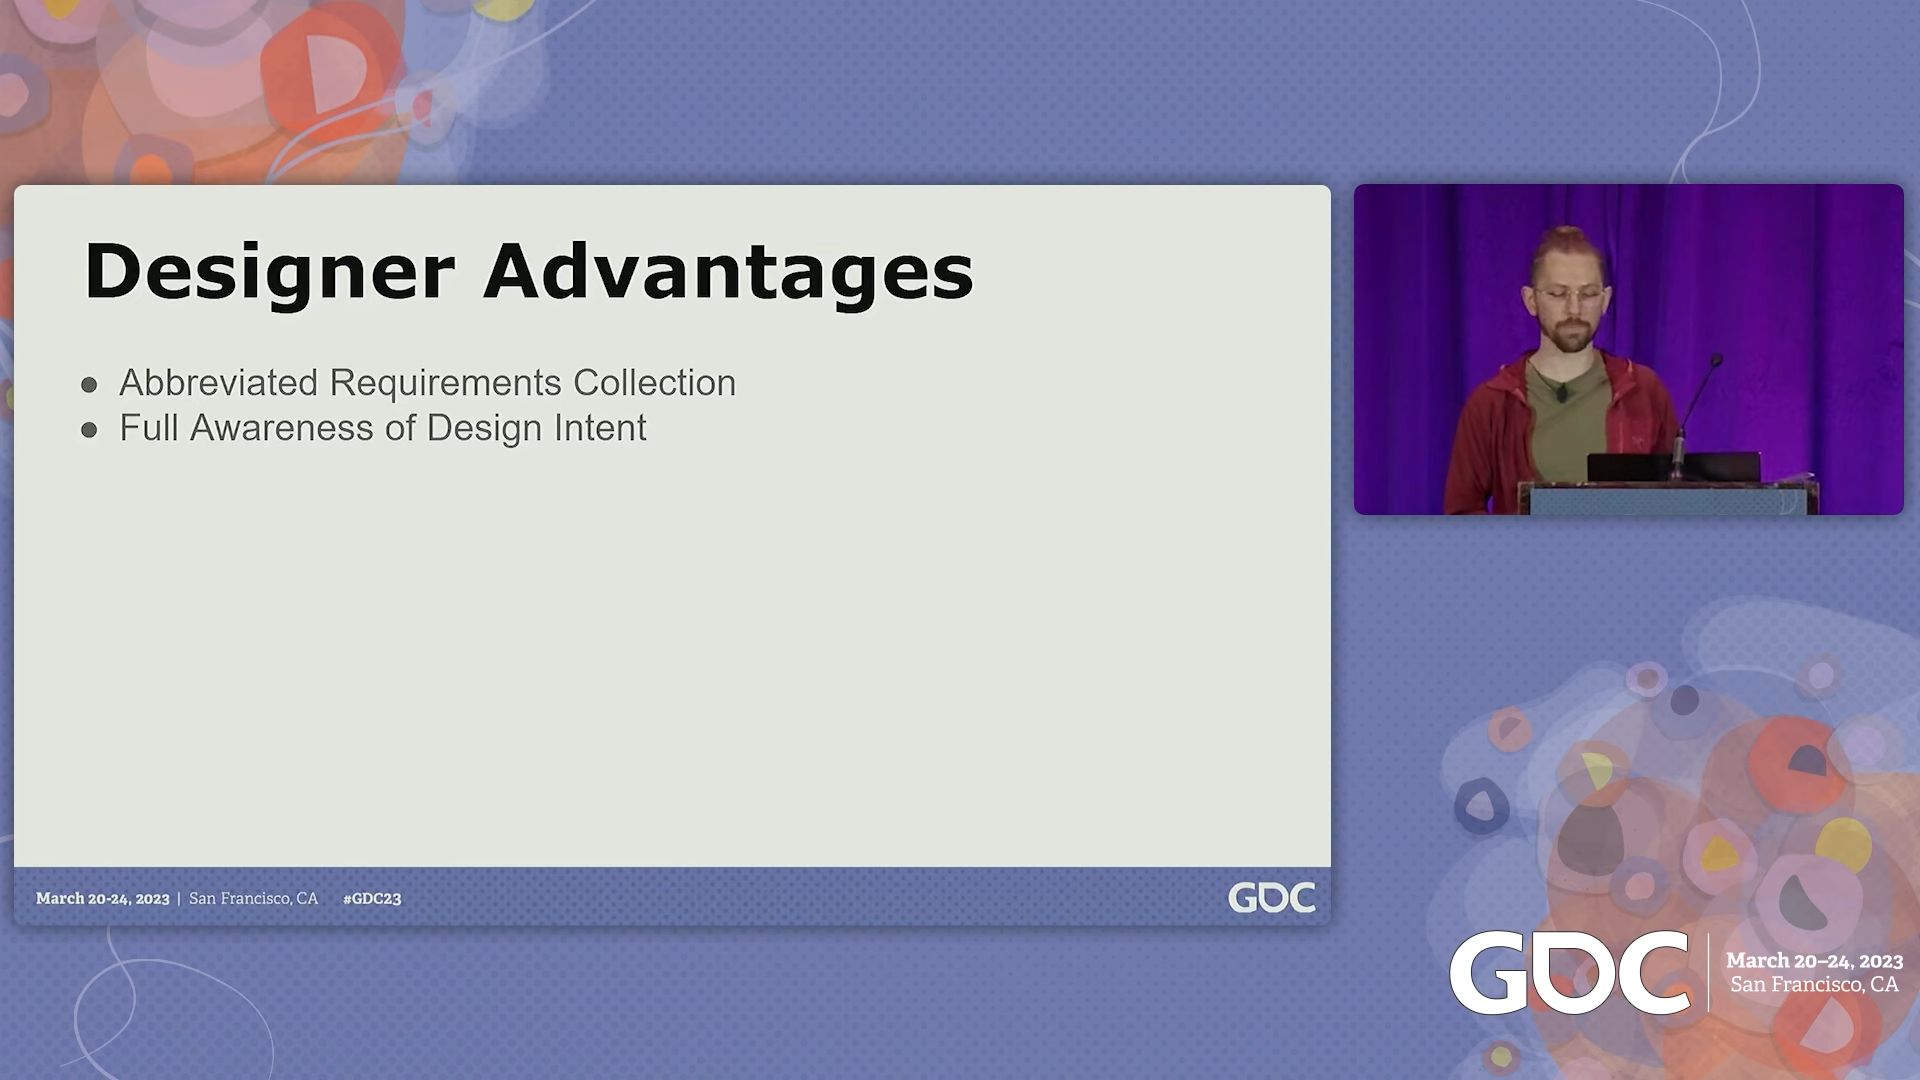 Designer Advantages
● Abbreviated Requirements Collection
● Full Awareness of Design Intent
March 20-24, 2023 | San Francisco, CA #GDC23
GDC
GDC
March 20–24, 2023
San Francisco, CA